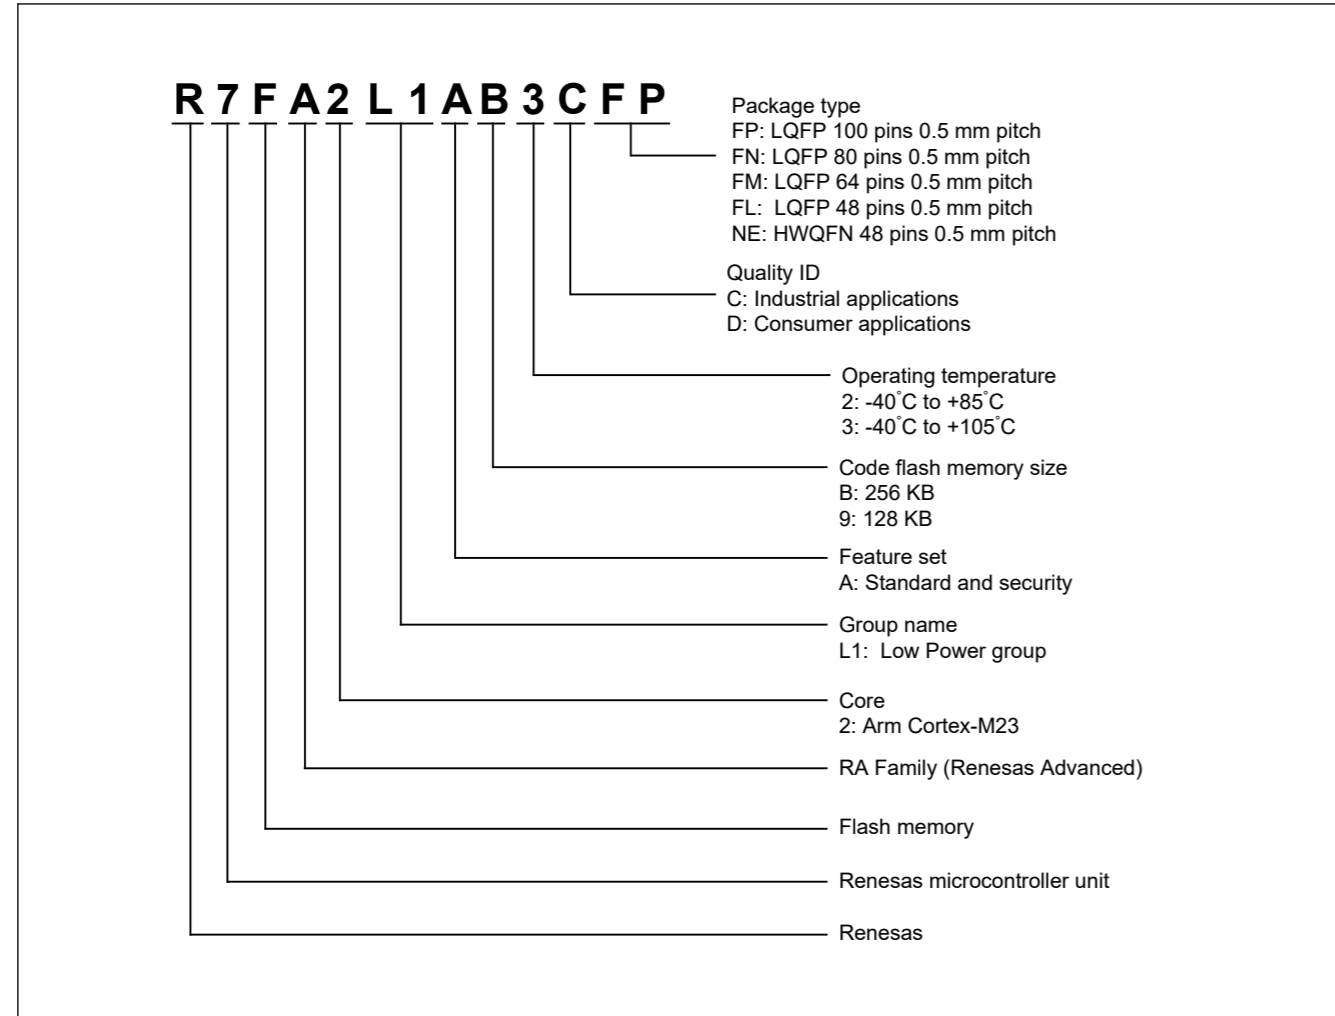 R 7 F A 2 L 1 A B 3 C F P
Package type
FP: LQFP 100 pins 0.5 mm pitch
FN: LQFP 80 pins 0.5 mm pitch
FM: LQFP 64 pins 0.5 mm pitch
FL:  LQFP 48 pins 0.5 mm pitch
NE: HWQFN 48 pins 0.5 mm pitch
Quality ID
C: Industrial applications
D: Consumer applications
Operating temperature
2: -40°C to +85°C
3: -40°C to +105°C
Code flash memory size
B: 256 KB
9: 128 KB
Feature set
A: Standard and security
Group name
L1:  Low Power group
Core
2: Arm Cortex-M23
RA Family (Renesas Advanced)
Flash memory
Renesas microcontroller unit
Renesas